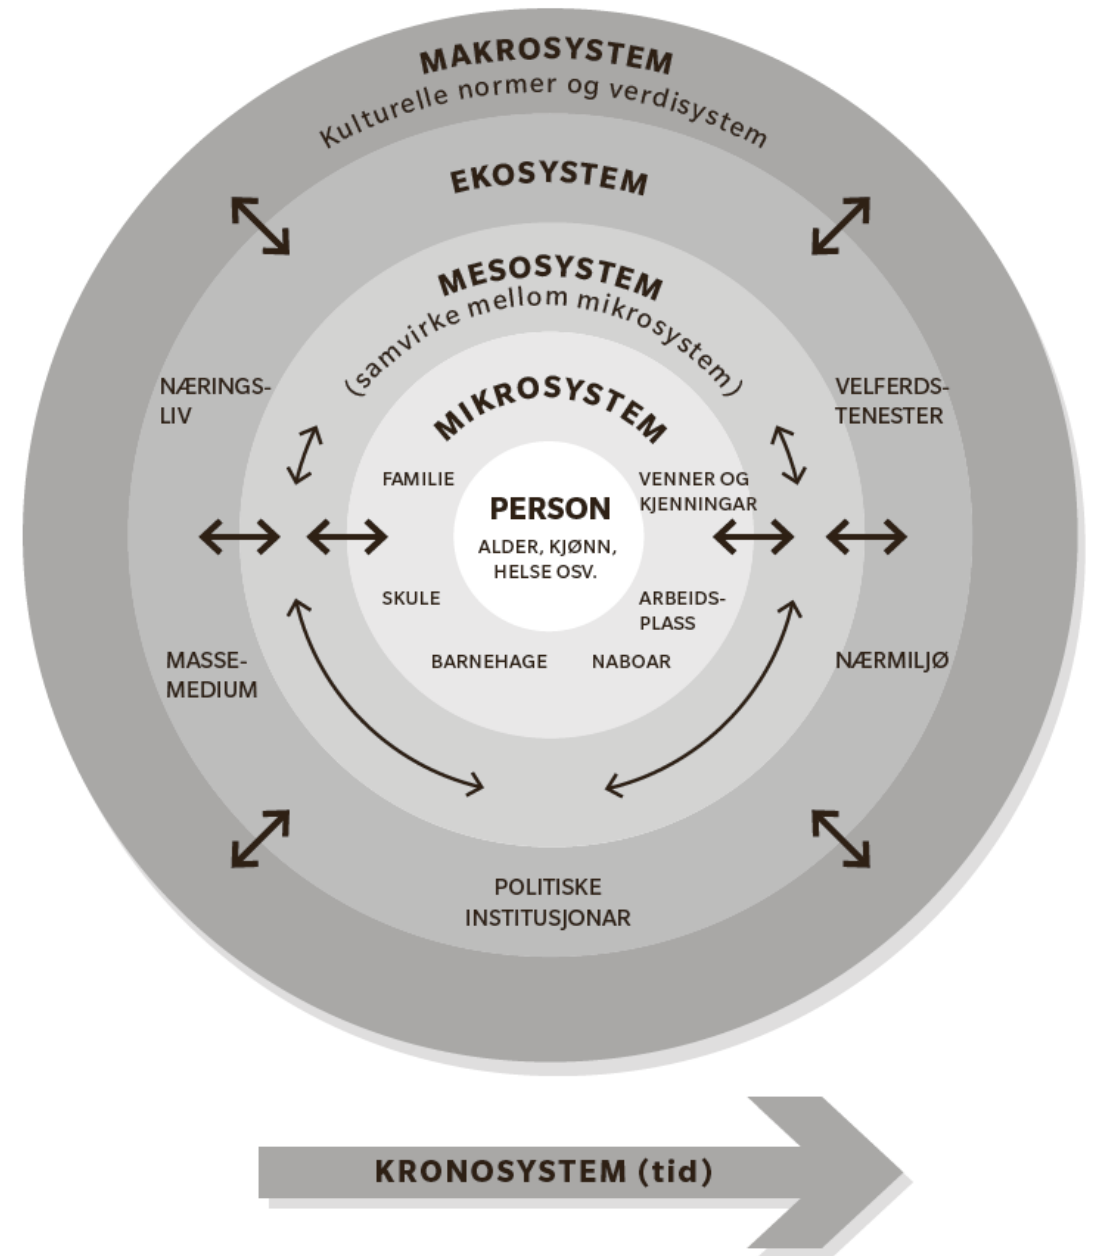 MAKROSYSTEM
Kulturelle normer og verdisystem
EKOSYSTEM
MESOSYSTEM
(samvirke mellom mikrosystem)
MIKROSYSTEM
NÆRINGS-
LIV
VELFERDS-
TENESTER
FAMILIE
VENNER OG
KJENNINGAR
PERSON
ALDER, KJØNN,
HELSE OSV.
SKULE
ARBEIDS-
PLASS
BARNEHAGE
NABOAR
MASSE-
MEDIUM
NÆRMILJØ
POLITISKE
INSTITUSJONAR
KRONOSYSTEM (tid)